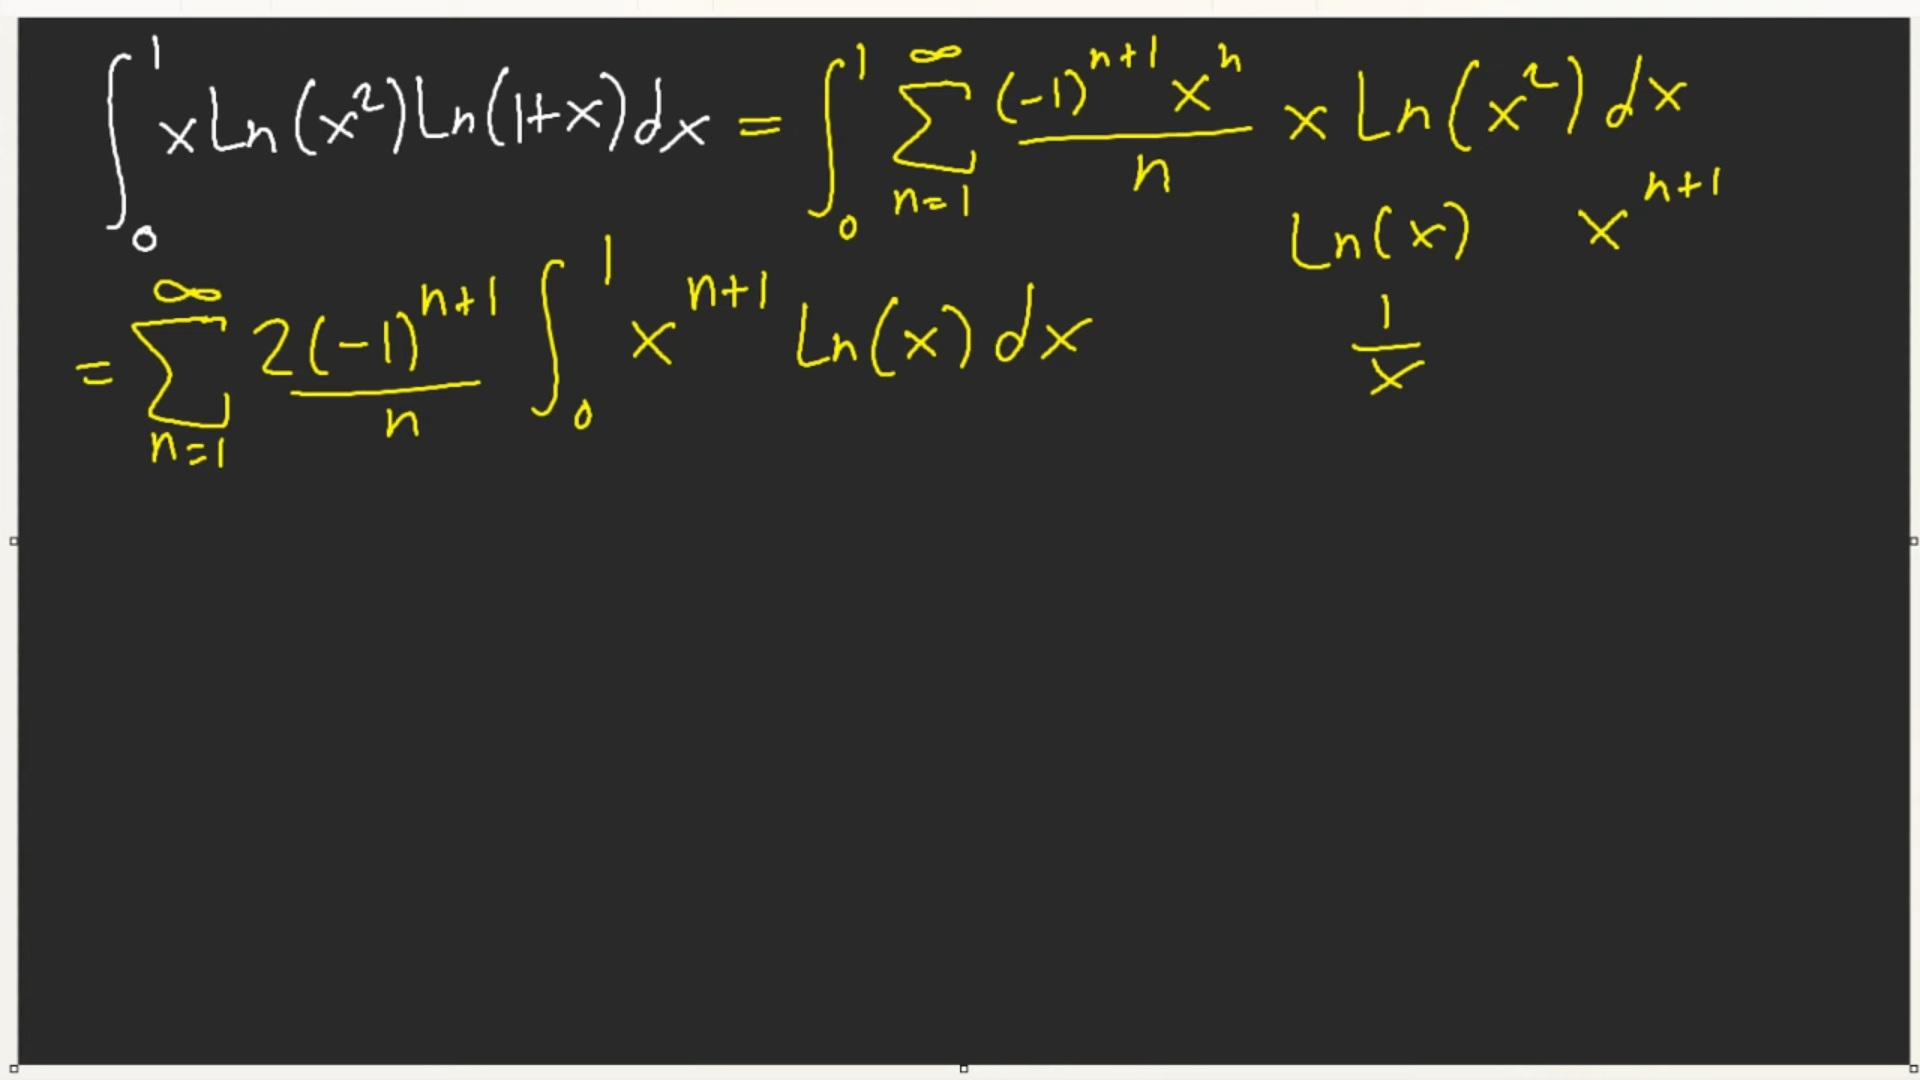 ∫₀¹ x Ln(x²) Ln(1+x) dx = ∫₀¹ ∑_{n=1}^{∞} ((-1)^{n+1} x^n / n) x Ln(x²) dx
Ln(x) x^{n+1}
= ∑_{n=1}^{∞} (2(-1)^{n+1} / n) ∫₀¹ x^{n+1} Ln(x) dx
1/x